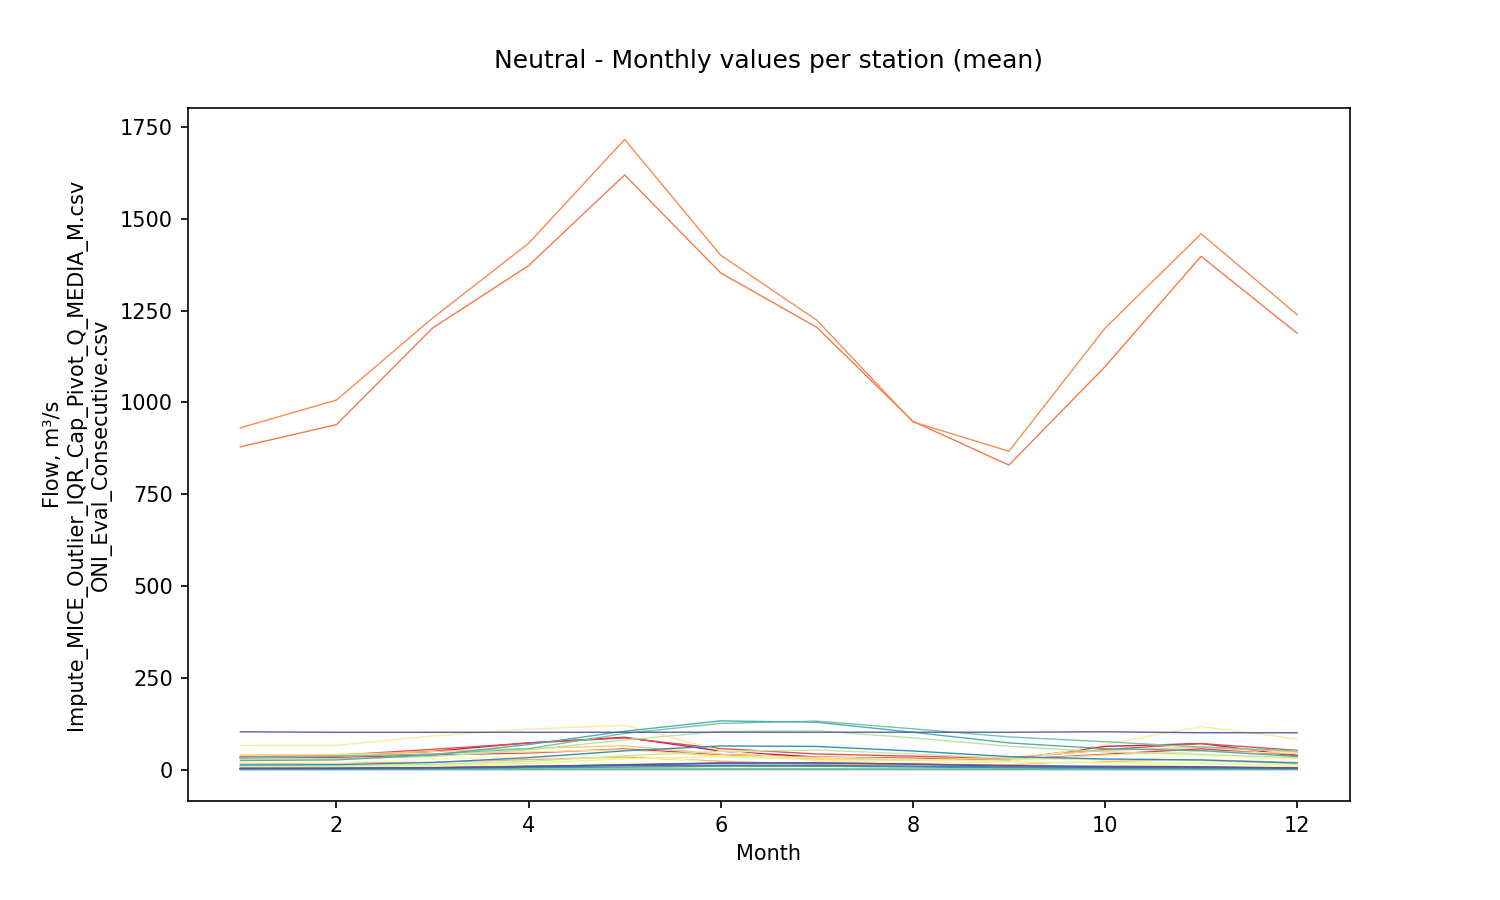 Neutral - Monthly values per station (mean)
1750
1500
1250
1000
750
500
250
0
Flow, m³/s
Impute_MICE_Outlier_IQR_Cap_Pivot_Q_MEDIA_M.csv
ONI_Eval_Consecutive.csv
2
4
6
8
10
12
Month